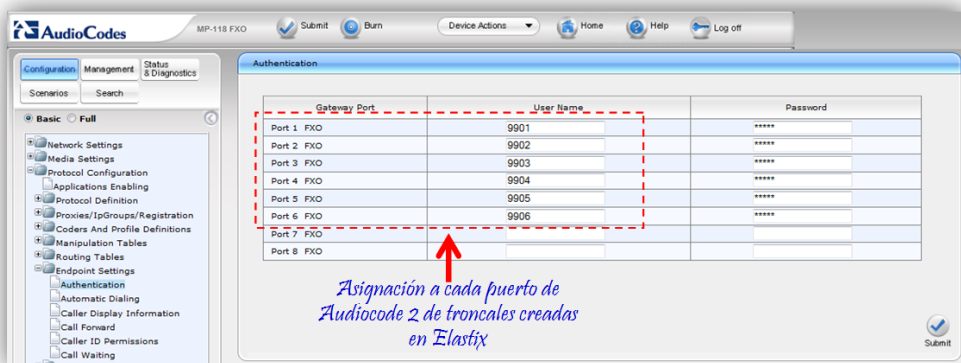 AudioCodes
MP-118 FXO
Submit
Burn
Device Actions
Home
Help
Log off
Configuration
Management
Status
& Diagnostics
Scenarios
Search
Basic
Full
Network Settings
Media Settings
Protocol Configuration
Applications Enabling
Protocol Definition
Proxies/IpGroups/Registration
Coders And Profile Definitions
Manipulation Tables
Routing Tables
Endpoint Settings
Authentication
Automatic Dialing
Caller Display Information
Call Forward
Caller ID Permissions
Call Waiting
Authentication
Gateway Port User Name Password
Port 1 FXO 9901 *****
Port 2 FXO 9902 *****
Port 3 FXO 9903 *****
Port 4 FXO 9904 *****
Port 5 FXO 9905 *****
Port 6 FXO 9906 *****
Port 7 FXO
Port 8 FXO
Asignación a cada puerto de
Audiocode 2 de troncales creadas
en Elastix
Submit